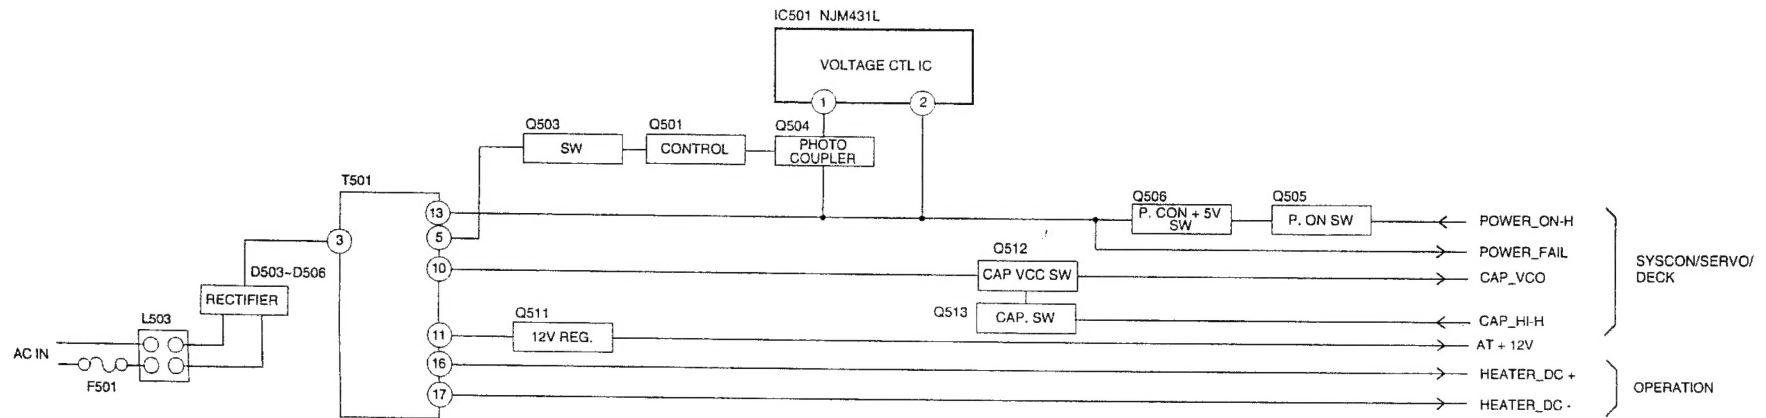 IC501 NJM431L
VOLTAGE CTL IC
1
2
Q503
SW
Q501
CONTROL
Q504
PHOTO
COUPLER
T501
13
5
3
10
11
16
17
Q506
P. CON + 5V
SW
Q505
P. ON SW
POWER_ON-H
POWER_FAIL
Q512
CAP VCC SW
CAP_VCO
SYSCON/SERVO/
DECK
Q513
CAP. SW
CAP_HI-H
D503~D506
RECTIFIER
L503
AC IN
F501
Q511
12V REG.
AT + 12V
HEATER_DC +
OPERATION
HEATER_DC -